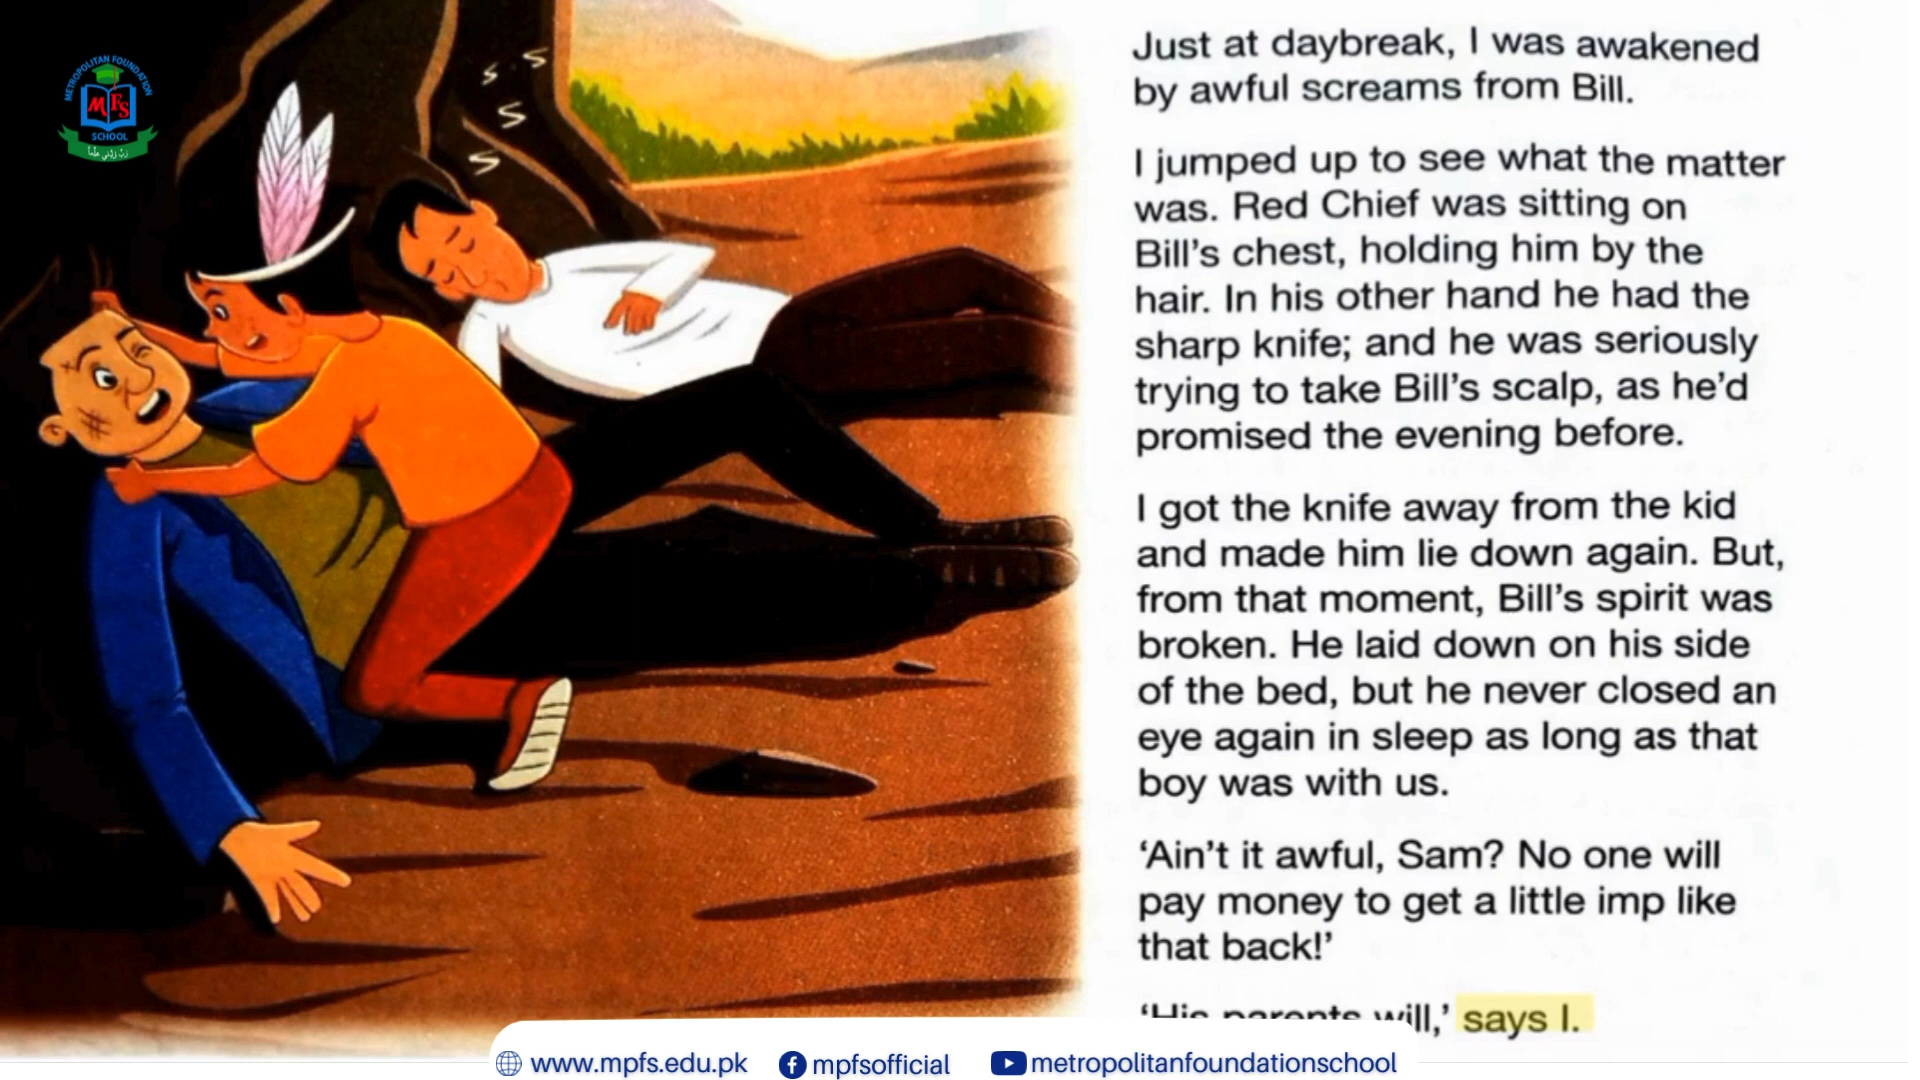 METROPOLITAN FOUNDATION
MFS
SCHOOL
S S
S
S
Just at daybreak, I was awakened
by awful screams from Bill.
I jumped up to see what the matter
was. Red Chief was sitting on
Bill’s chest, holding him by the
hair. In his other hand he had the
sharp knife; and he was seriously
trying to take Bill’s scalp, as he’d
promised the evening before.
I got the knife away from the kid
and made him lie down again. But,
from that moment, Bill’s spirit was
broken. He laid down on his side
of the bed, but he never closed an
eye again in sleep as long as that
boy was with us.
‘Ain’t it awful, Sam? No one will
pay money to get a little imp like
that back!’
‘His parents will,’ says I.
www.mpfs.edu.pk mpfsofficial metropolitanfoundationschool